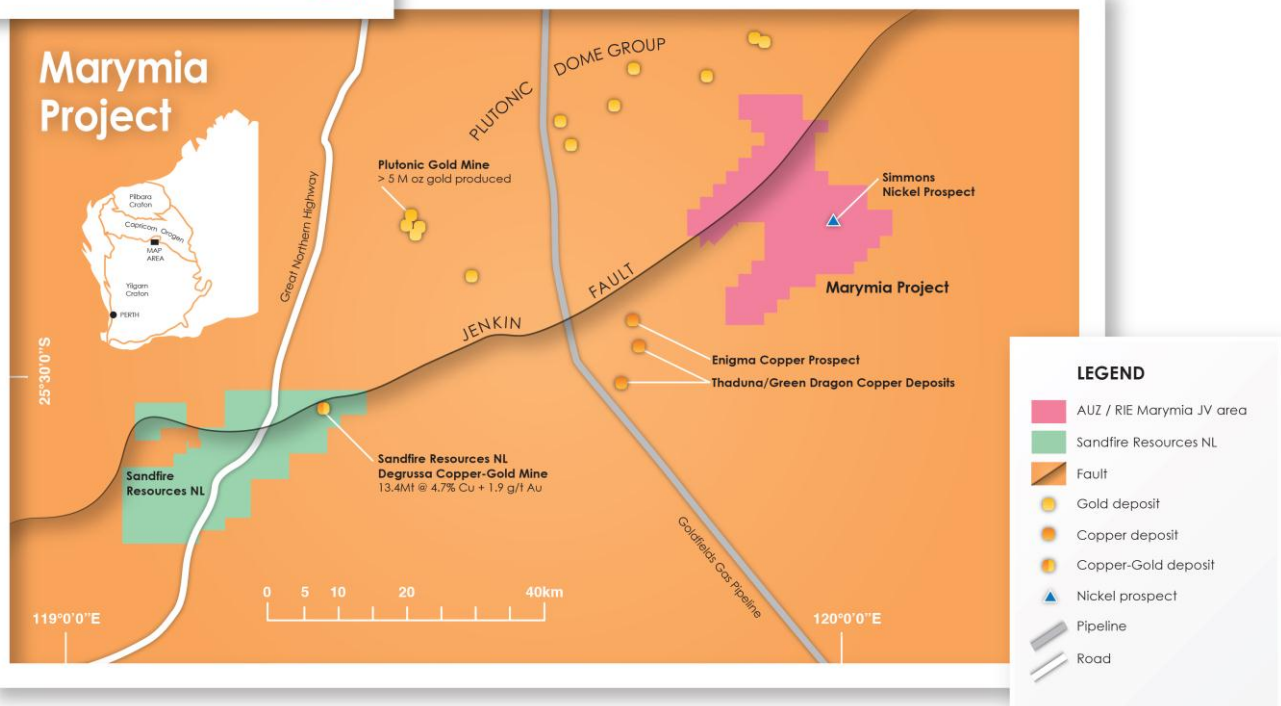 Marymia
Project
Pilbara
Craton
Capricorn Orogen
MAP
AREA
Yilgarn
Craton
PERTH
Great Northern Highway
PLUTONIC DOME GROUP
Plutonic Gold Mine
> 5 M oz gold produced
Simmons
Nickel Prospect
Marymia Project
JENKIN FAULT
Enigma Copper Prospect
Thaduna/Green Dragon Copper Deposits
25°30'0"S
Sandfire
Resources NL
Sandfire Resources NL
Degrussa Copper-Gold Mine
13.4Mt @ 4.7% Cu + 1.9 g/t Au
Goldfields Gas Pipeline
0 5 10 20 40km
119°0'0"E
120°0'0"E
LEGEND
AUZ / RIE Marymia JV area
Sandfire Resources NL
Fault
Gold deposit
Copper deposit
Copper-Gold deposit
Nickel prospect
Pipeline
Road